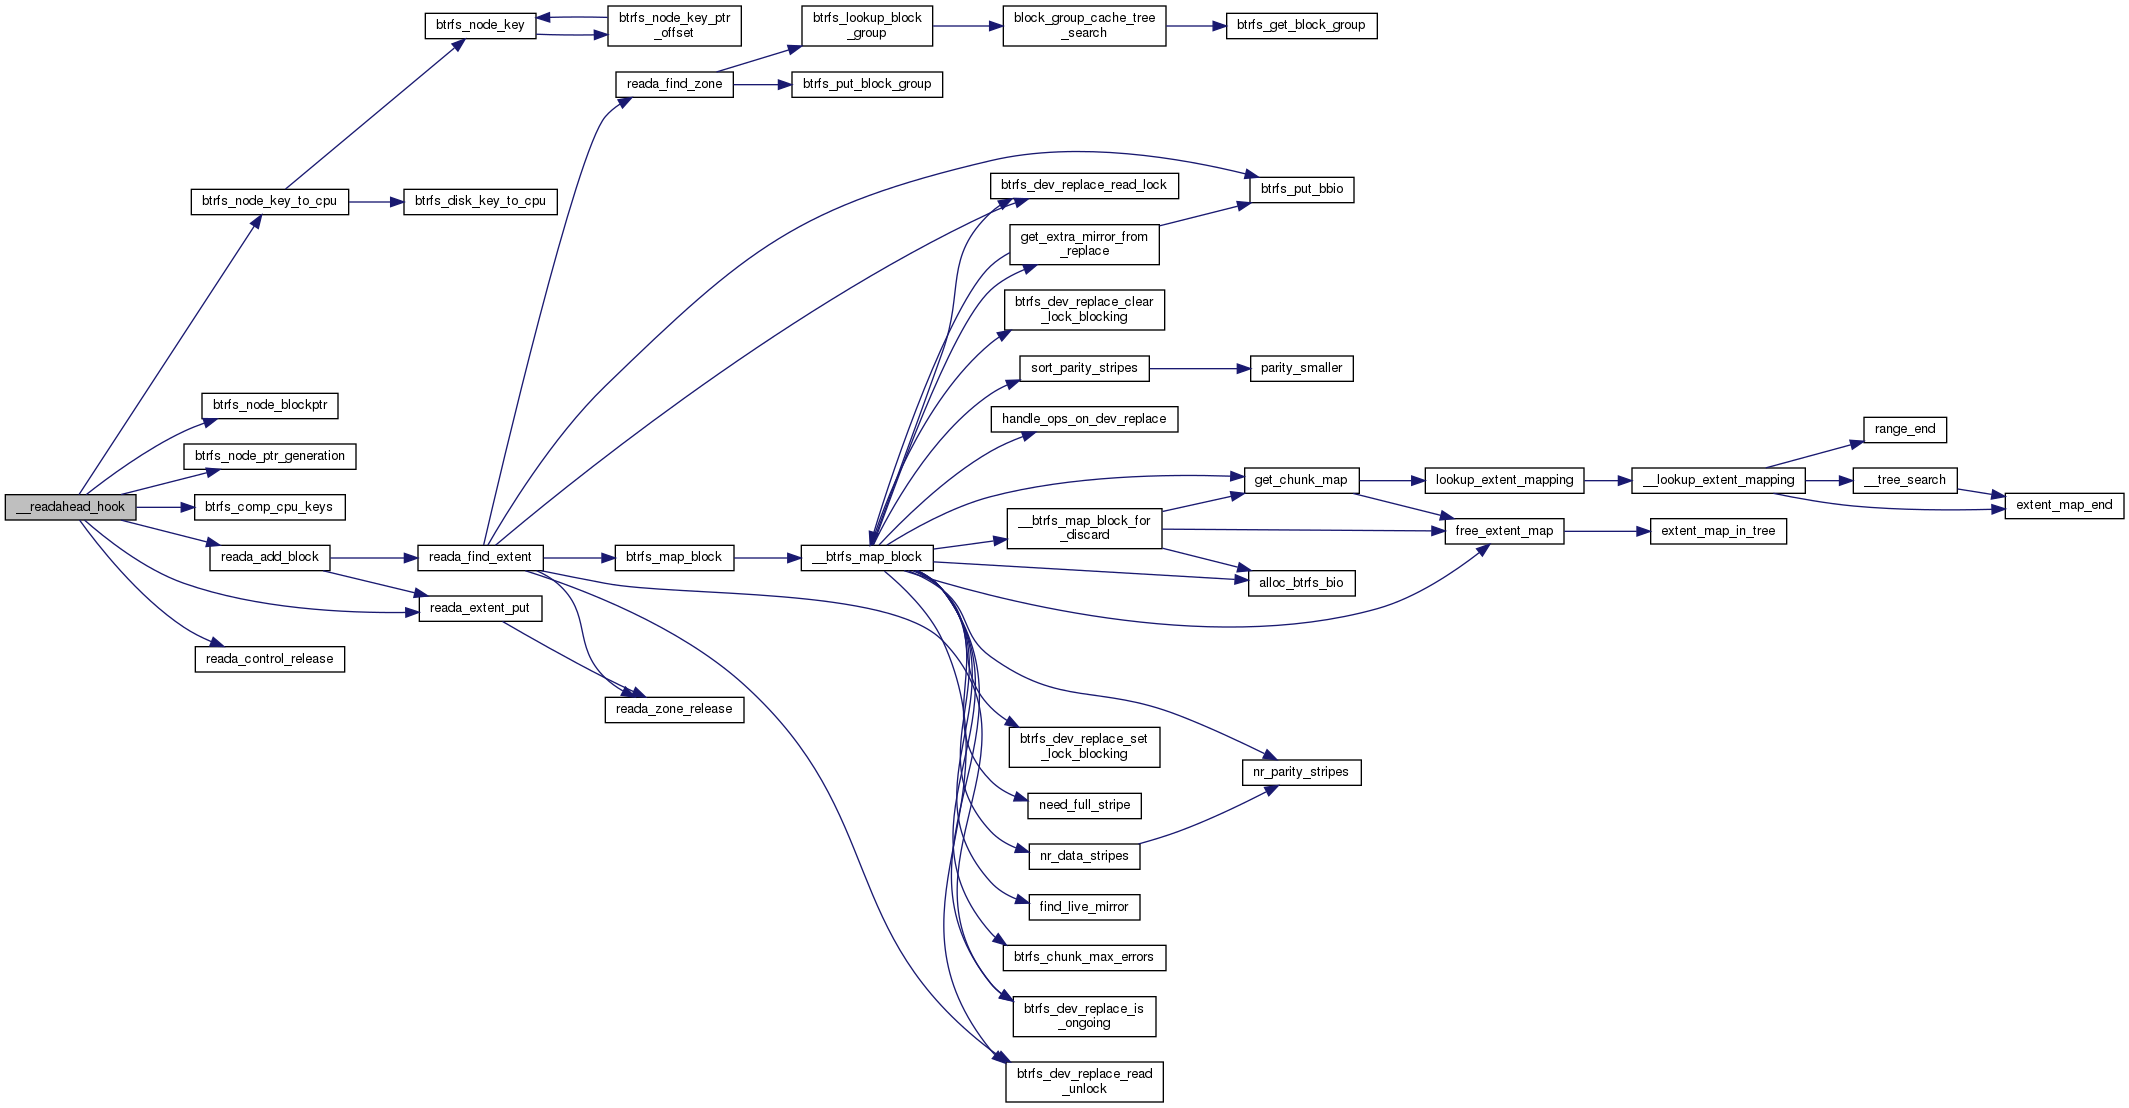 btrfs_node_key
btrfs_node_key_ptr
_offset
btrfs_lookup_block
_group
block_group_cache_tree
_search
btrfs_get_block_group
reada_find_zone
btrfs_put_block_group
btrfs_node_key_to_cpu
btrfs_disk_key_to_cpu
btrfs_dev_replace_read_lock
btrfs_put_bbio
get_extra_mirror_from
_replace
btrfs_dev_replace_clear
_lock_blocking
sort_parity_stripes
parity_smaller
btrfs_node_blockptr
handle_ops_on_dev_replace
range_end
btrfs_node_ptr_generation
get_chunk_map
lookup_extent_mapping
__lookup_extent_mapping
__tree_search
extent_map_end
__readahead_hook
btrfs_comp_cpu_keys
__btrfs_map_block_for
_discard
free_extent_map
extent_map_in_tree
reada_add_block
reada_find_extent
btrfs_map_block
__btrfs_map_block
alloc_btrfs_bio
reada_extent_put
reada_control_release
reada_zone_release
btrfs_dev_replace_set
_lock_blocking
nr_parity_stripes
need_full_stripe
nr_data_stripes
find_live_mirror
btrfs_chunk_max_errors
btrfs_dev_replace_is
_ongoing
btrfs_dev_replace_read
_unlock